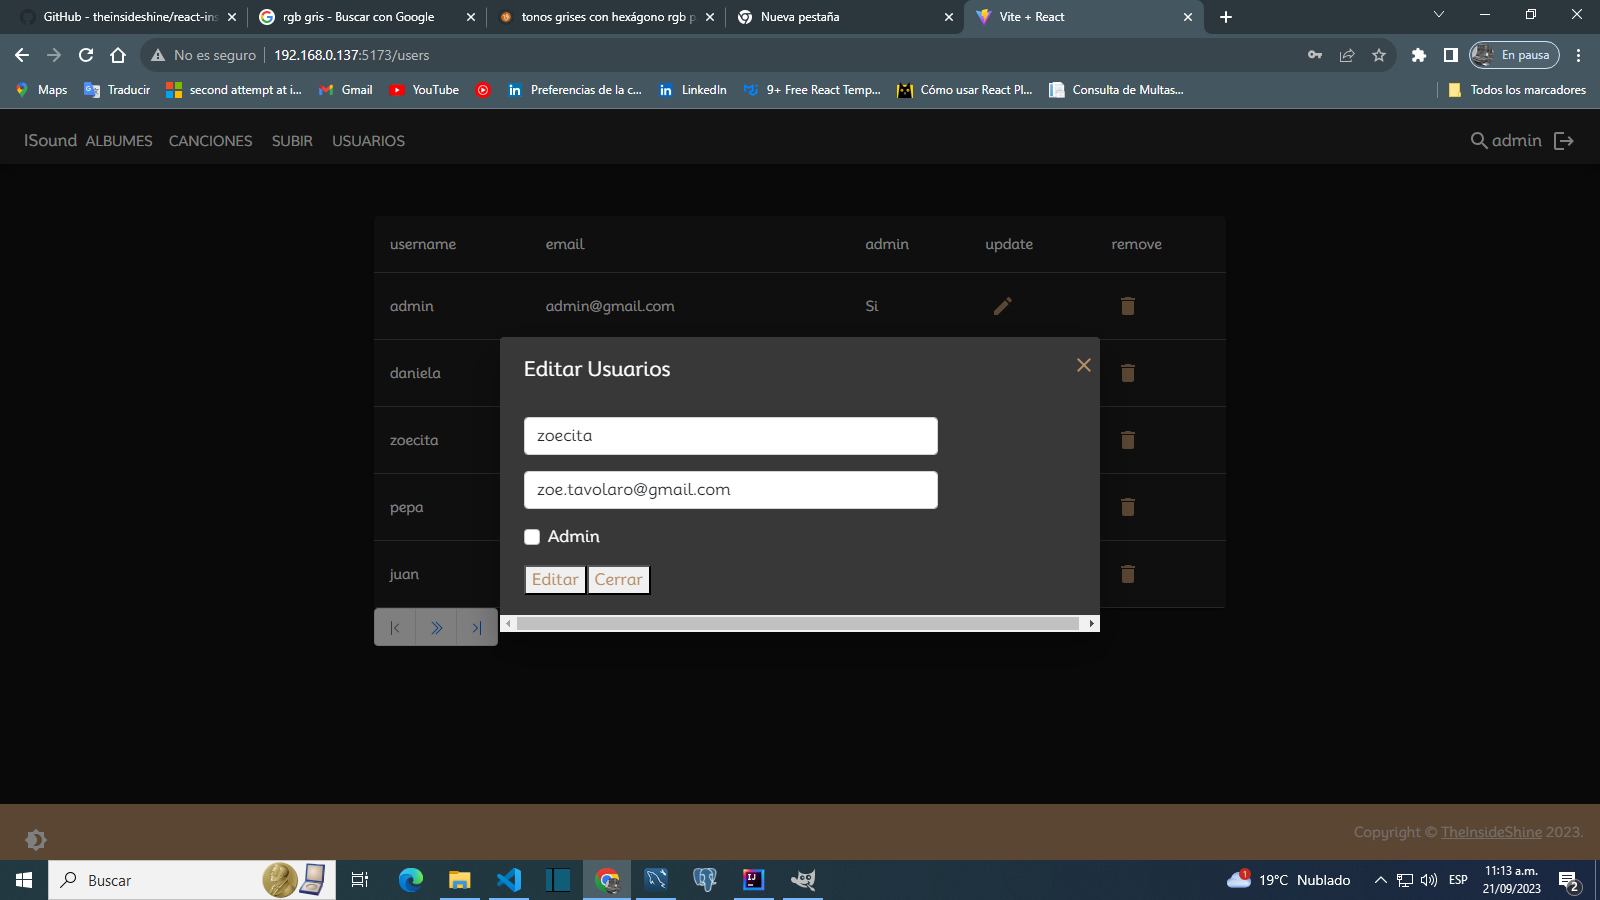 GitHub - theinsideshine/react-ins
rgb gris - Buscar con Google
tonos grises con hexágono rgb p
Nueva pestaña
Vite + React
No es seguro
192.168.0.137:5173/users
En pausa
Maps
Traducir
second attempt at i...
Gmail
YouTube
Preferencias de la c...
LinkedIn
9+ Free React Temp...
Cómo usar React Pl...
Consulta de Multas...
Todos los marcadores
ISound ALBUMES CANCIONES SUBIR USUARIOS
admin
username email admin update remove
admin admin@gmail.com Si
daniela
zoecita
pepa
juan
Editar Usuarios
zoecita
zoe.tavolaro@gmail.com
Admin
Editar Cerrar
Copyright © TheInsideShine 2023.
Buscar
1
19°C Nublado
ESP
11:13 a.m.
21/09/2023
2